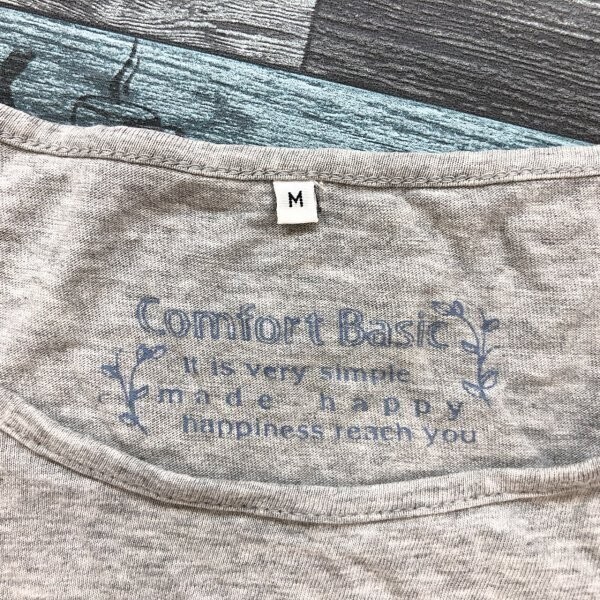 M
Comfort Basic
It is very simple
made happy
happiness reach you